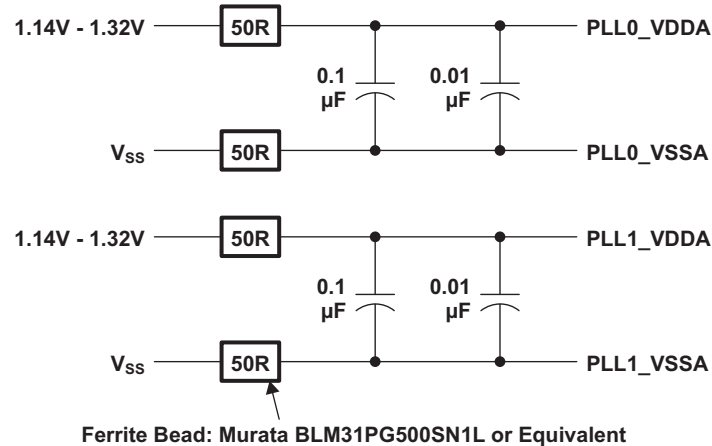 1.14V - 1.32V 50R PLL0_VDDA
0.1 µF 0.01 µF
VSS 50R PLL0_VSSA
1.14V - 1.32V 50R PLL1_VDDA
0.1 µF 0.01 µF
VSS 50R PLL1_VSSA
Ferrite Bead: Murata BLM31PG500SN1L or Equivalent